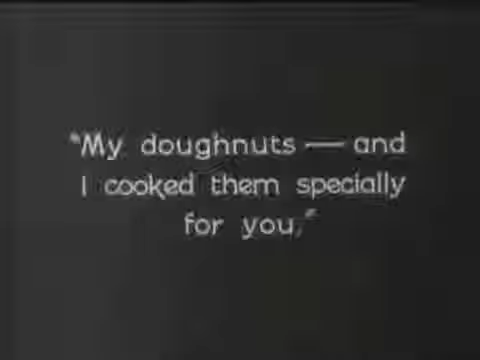 "My doughnuts — and
I cooked them specially
for you."